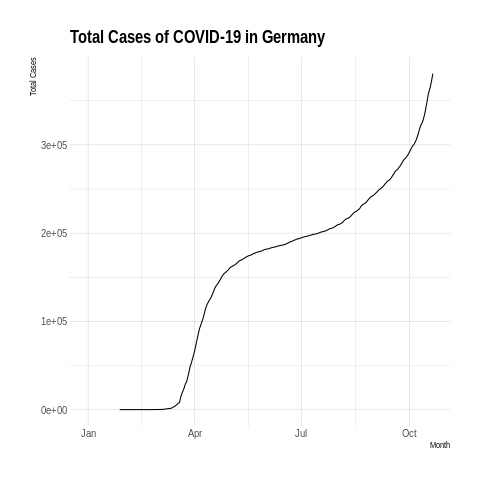 Total Cases of COVID-19 in Germany
Total Cases
3e+05
2e+05
1e+05
0e+00
Jan Apr Jul Oct
Month